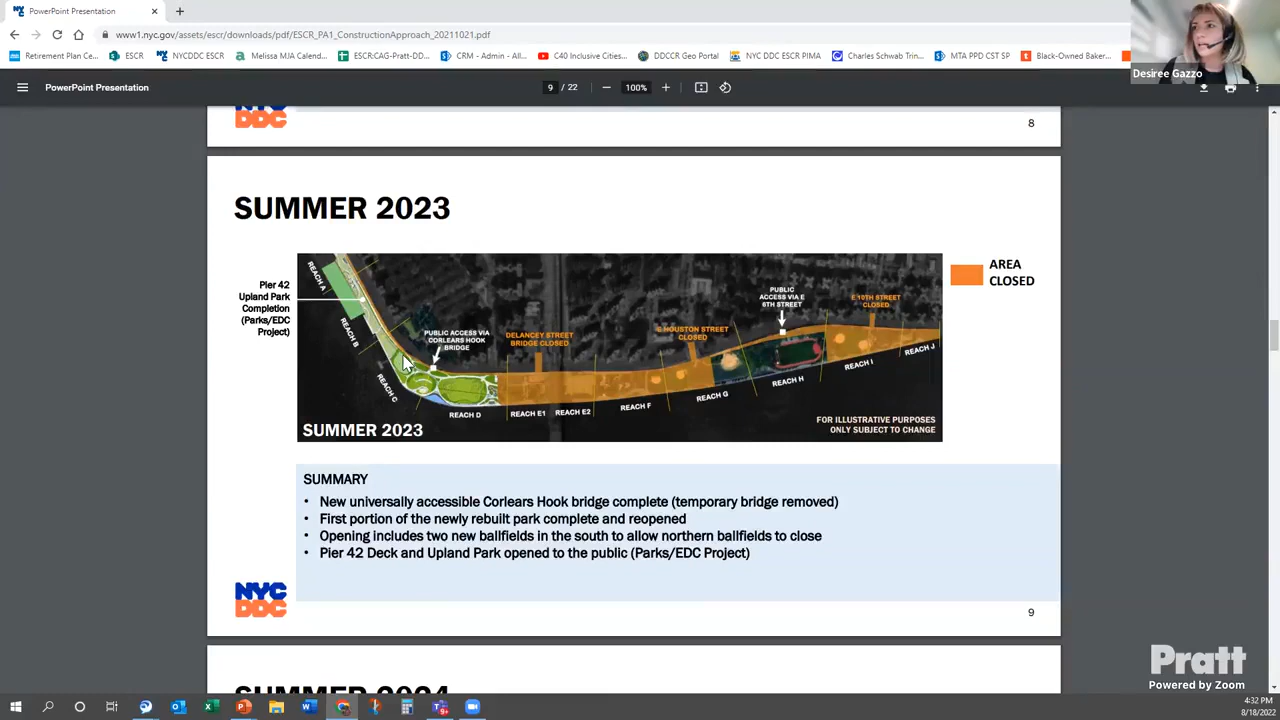 PowerPoint Presentation
www1.nyc.gov/assets/escr/downloads/pdf/ESCR_PA1_ConstructionApproach_20211021.pdf
Retirement Plan Ce...
ESCR
NYCDDC ESCR
Melissa MJA Calend...
ESCR:CAG-Pratt-DD...
CRM - Admin - All...
C40 Inclusive Cities...
DDCCR Geo Portal
NYC DDC ESCR PIMA
Charles Schwab Trin...
MTA PPD CST SP
Black-Owned Baker...
Desiree Gazzo
PowerPoint Presentation
9 / 22
100%
NYC
DDC
8
SUMMER 2023
Pier 42
Upland Park
Completion
(Parks/EDC
Project)
REACH A
REACH B
REACH C
PUBLIC ACCESS VIA
CORLEARS HOOK
BRIDGE
REACH D
DELANCEY STREET
BRIDGE CLOSED
REACH E1
REACH E2
REACH F
E HOUSTON STREET
CLOSED
REACH G
PUBLIC
ACCESS VIA E
6TH STREET
REACH H
E.10TH STREET
CLOSED
REACH I
REACH J
AREA
CLOSED
SUMMER 2023
FOR ILLUSTRATIVE PURPOSES
ONLY SUBJECT TO CHANGE
SUMMARY
• New universally accessible Corlears Hook bridge complete (temporary bridge removed)
• First portion of the newly rebuilt park complete and reopened
• Opening includes two new ballfields in the south to allow northern ballfields to close
• Pier 42 Deck and Upland Park opened to the public (Parks/EDC Project)
NYC
DDC
9
SUMMER 2024
Pratt
Powered by Zoom
4:32 PM
8/18/2022